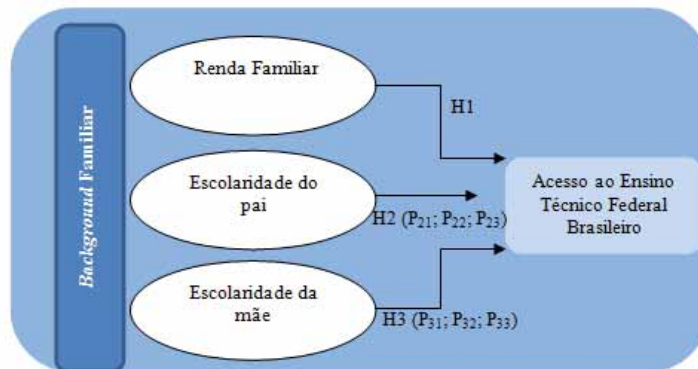 Background Familiar
Renda Familiar
H1
Escolaridade do
pai
H2 (P21; P22; P23)
Escolaridade da
mãe
H3 (P31; P32; P33)
Acesso ao Ensino
Técnico Federal
Brasileiro